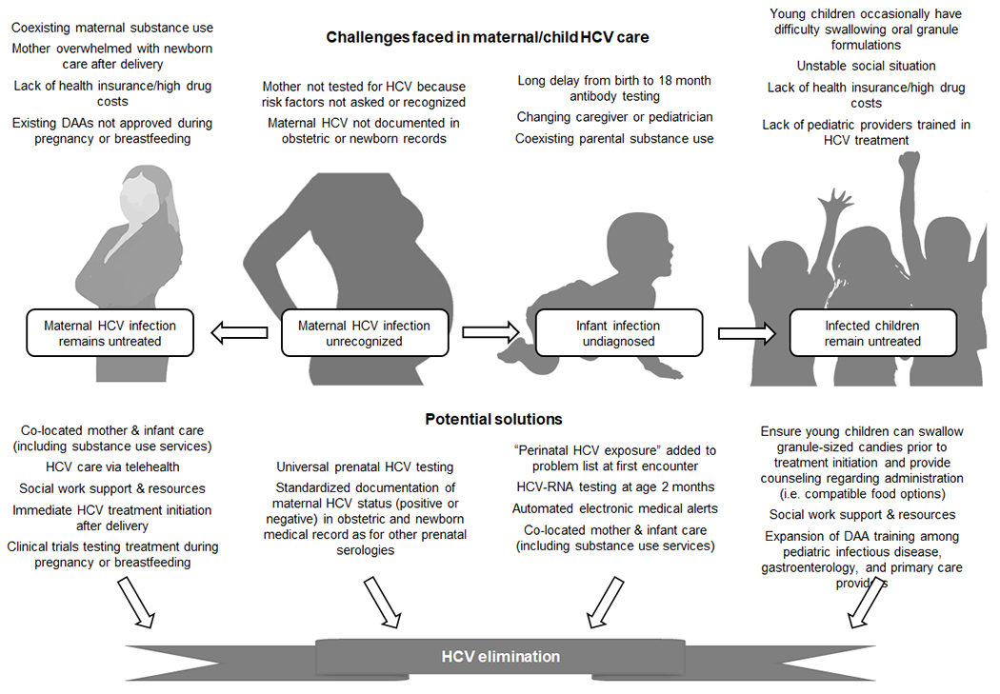 Challenges faced in maternal/child HCV care
Coexisting maternal substance use
Mother overwhelmed with newborn
care after delivery
Lack of health insurance/high drug
costs
Existing DAAs not approved during
pregnancy or breastfeeding
Mother not tested for HCV because
risk factors not asked or recognized
Maternal HCV not documented in
obstetric or newborn records
Long delay from birth to 18 month
antibody testing
Changing caregiver or pediatrician
Coexisting parental substance use
Young children occasionally have
difficulty swallowing oral granule
formulations
Unstable social situation
Lack of health insurance/high drug
costs
Lack of pediatric providers trained in
HCV treatment
Maternal HCV infection
remains untreated
Maternal HCV infection
unrecognized
Infant infection
undiagnosed
Infected children
remain untreated
Potential solutions
Co-located mother & infant care
(including substance use services)
HCV care via telehealth
Social work support & resources
Immediate HCV treatment initiation
after delivery
Clinical trials testing treatment during
pregnancy or breastfeeding
Universal prenatal HCV testing
Standardized documentation of
maternal HCV status (positive or
negative) in obstetric and newborn
medical record as for other prenatal
serologies
“Perinatal HCV exposure” added to
problem list at first encounter
HCV-RNA testing at age 2 months
Automated electronic medical alerts
Co-located mother & infant care
(including substance use services)
Ensure young children can swallow
granule-sized candies prior to
treatment initiation and provide
counseling regarding administration
(i.e. compatible food options)
Social work support & resources
Expansion of DAA training among
pediatric infectious disease,
gastroenterology, and primary care
providers
HCV elimination